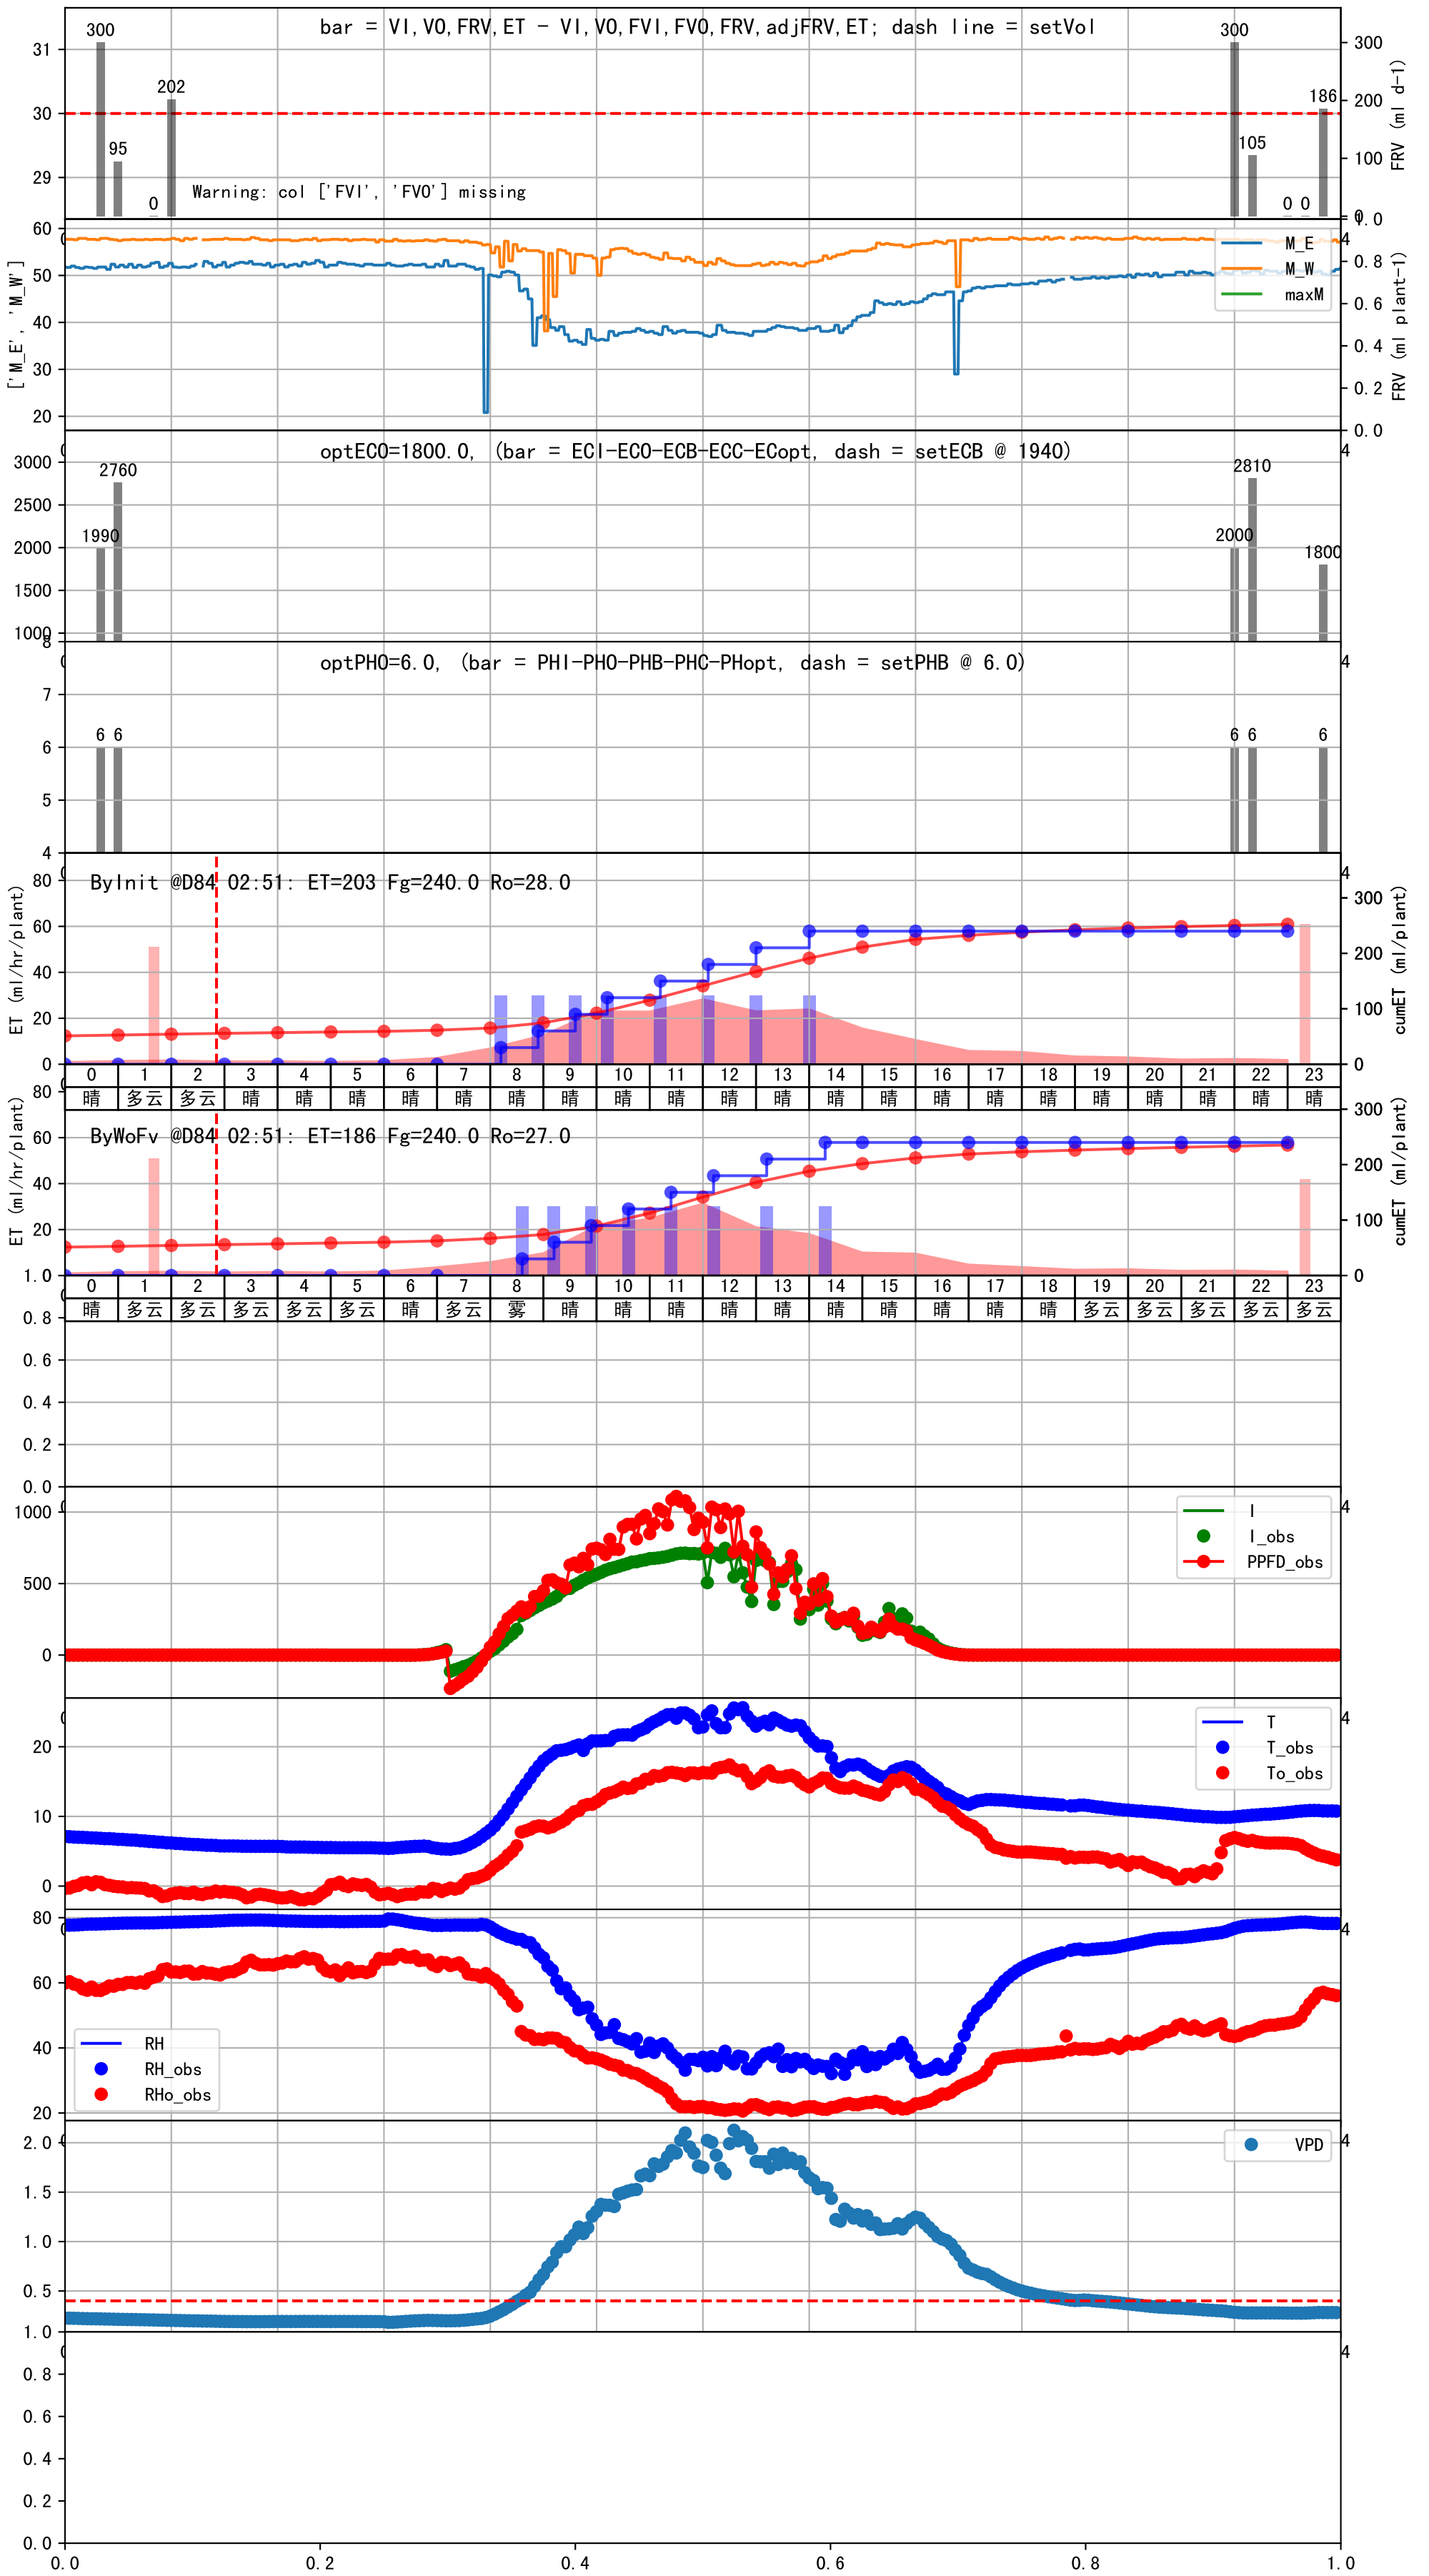 bar = VI,VO,FRV,ET - VI,VO,FVI,FVO,FRV,adjFRV,ET; dash line = setVol
300 95 0 202 300 105 0 0 186
31 30 29
300 200 100 0
FRV (ml d-1)
Warning: col ['FVI', 'FVO'] missing
60 50 40 30 20
['M_E', 'M_W']
1.0 0.8 0.6 0.4 0.2 0.0
FRV (ml plant-1)
M_E
M_W
maxM
4
optECO=1800.0, (bar = ECI-ECO-ECB-ECC-ECopt, dash = setECB @ 1940)
3000 2500 2000 1500 1000
1990 2760 2000 2810 1800
4
optPHO=6.0, (bar = PHI-PHO-PHB-PHC-PHopt, dash = setPHB @ 6.0)
8 7 6 5 4
6 6 6 6 6
4
ByInit @D84 02:51: ET=203 Fg=240.0 Ro=28.0
80 60 40 20 0
ET (ml/hr/plant)
300 200 100 0
cumET (ml/plant)
4
0 1 2 3 4 5 6 7 8 9 10 11 12 13 14 15 16 17 18 19 20 21 22 23
晴 多云 多云 晴 晴 晴 晴 晴 晴 晴 晴 晴 晴 晴 晴 晴 晴 晴 晴 晴 晴 晴 晴 晴
ByWoFv @D84 02:51: ET=186 Fg=240.0 Ro=27.0
80 60 40 20
ET (ml/hr/plant)
300 200 100 0
cumET (ml/plant)
0 1 2 3 4 5 6 7 8 9 10 11 12 13 14 15 16 17 18 19 20 21 22 23
晴 多云 多云 多云 多云 多云 晴 多云 雾 晴 晴 晴 晴 晴 晴 晴 晴 晴 晴 多云 多云 多云 多云 多云
1.0 0.8 0.6 0.4 0.2 0.0
1000 500 0
4
I
I_obs
PPFD_obs
20 10 0
4
T
T_obs
To_obs
80 60 40 20
4
RH
RH_obs
RHo_obs
2.0 1.5 1.0 0.5
4
VPD
1.0 0.8 0.6 0.4 0.2 0.0
4
0.0 0.2 0.4 0.6 0.8 1.0